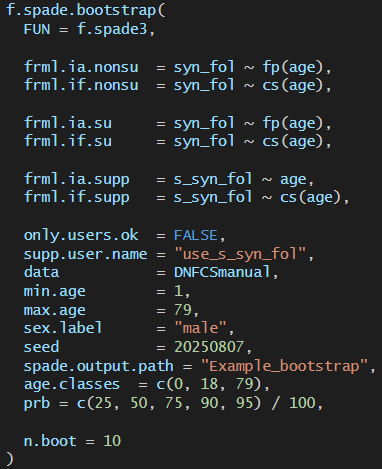 f.spade.bootstrap(
  FUN = f.spade3,

  frml.ia.nonsu  = syn_fol ~ fp(age),
  frml.if.nonsu  = syn_fol ~ cs(age),

  frml.ia.su     = syn_fol ~ fp(age),
  frml.if.su     = syn_fol ~ cs(age),

  frml.ia.supp   = s_syn_fol ~ age,
  frml.if.supp   = s_syn_fol ~ cs(age),

  only.users.ok  = FALSE,
  supp.user.name = "use_s_syn_fol",
  data           = DNFCSmanual,
  min.age        = 1,
  max.age        = 79,
  sex.label      = "male",
  seed           = 20250807,
  spade.output.path = "Example_bootstrap",
  age.classes  = c(0, 18, 79),
  prb = c(25, 50, 75, 90, 95) / 100,

  n.boot = 10
)